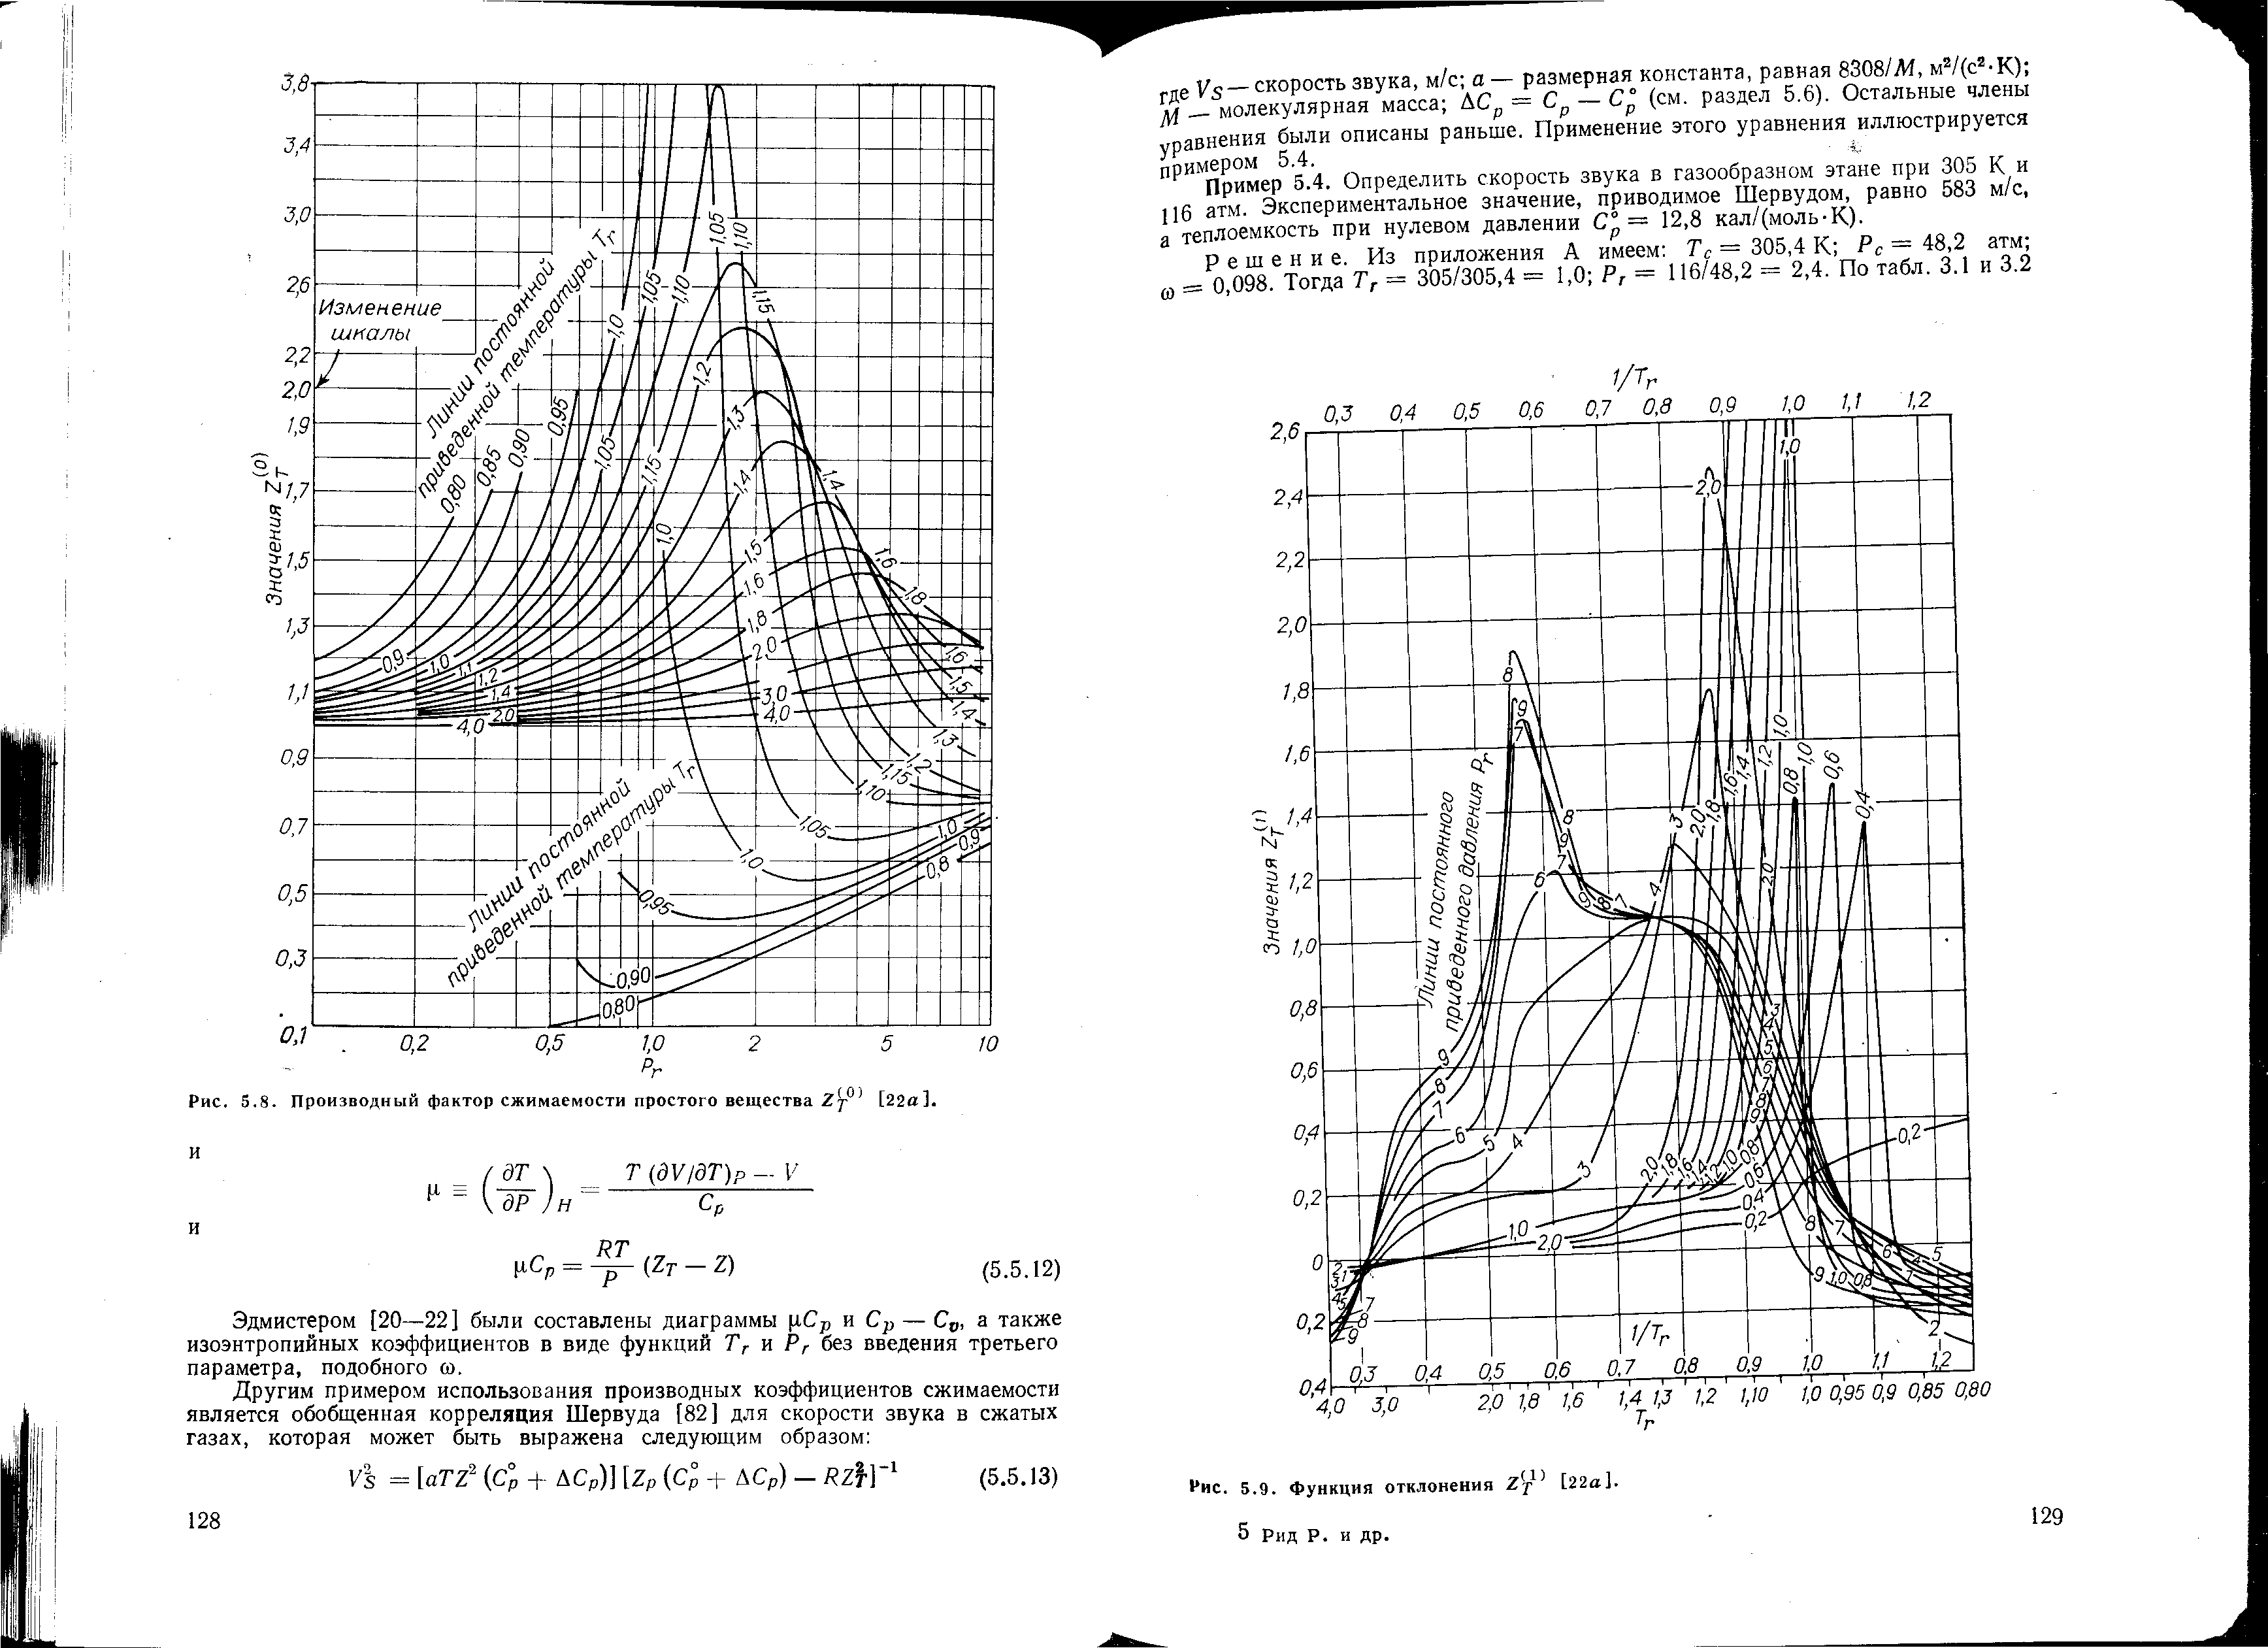 3,8
3,4
3,0
2,6
2,2
2,0
1,9
1,7
1,5
1,3
1,1
0,9
0,7
0,5
0,3
0,1
Значения Z_T^(0)
Изменение
шкалы
Линии постоянной
приведенной температуры T_r
0,80 0,85 0,90 0,95
1,0 1,05 1,10
1,05 1,10
1,15
1,2
1,3
1,05 1,15 1,4 1,4
1,0 1,5 1,6
1,6 1,8
1,8
2,0
0,9 1,0 1,1 1,2 1,4 2,0 4,0
3,0
4,0
1,6
1,5
1,4
1,3
1,2
1,15
1,10
1,05
1,0
1,0
0,9
0,8
0,95
0,90
0,80
Линии постоянной
приведенной температуры T_r
0,2 0,5 1,0 2 5 10
P_r
Рис. 5.8. Производный фактор сжимаемости простого вещества Z_T^(0) [22а].
и
μ ≡ (∂T/∂P)_H = (T (∂V/∂T)_P — V)/C_p
и
μC_p = RT/P (Z_T — Z) (5.5.12)
Эдмистером [20—22] были составлены диаграммы μC_p и C_p — C_v, а также
изоэнтропийных коэффициентов в виде функций T_r и P_r без введения третьего
параметра, подобного ω.
Другим примером использования производных коэффициентов сжимаемости
является обобщенная корреляция Шервуда [82] для скорости звука в сжатых
газах, которая может быть выражена следующим образом:
V_S^2 = [aTZ^2 (C_p° + ΔC_p)] [Z_P (C_p° + ΔC_p) — RZ_T^2]^-1 (5.5.13)
128
где V_S — скорость звука, м/с; a — размерная константа, равная 8308/M, м²/(с²·К);
M — молекулярная масса; ΔC_p = C_p — C_p° (см. раздел 5.6). Остальные члены
уравнения были описаны раньше. Применение этого уравнения иллюстрируется
примером 5.4.
Пример 5.4. Определить скорость звука в газообразном этане при 305 К и
116 атм. Экспериментальное значение, приводимое Шервудом, равно 583 м/с,
а теплоемкость при нулевом давлении C_p° = 12,8 кал/(моль·К).
Решение. Из приложения А имеем: T_c = 305,4 К; P_c = 48,2 атм;
ω = 0,098. Тогда T_r = 305/305,4 = 1,0; P_r = 116/48,2 = 2,4. По табл. 3.1 и 3.2
1/T_r
0,3 0,4 0,5 0,6 0,7 0,8 0,9 1,0 1,1 1,2
2,6
2,4
2,2
2,0
1,8
1,6
1,4
1,2
1,0
0,8
0,6
0,4
0,2
0
0,2
0,4
Значения Z_T^(1)
Линии постоянного
приведенного давления P_r
1,0
2,0
8
9
7
8
9
7
6
9 8 7
3 2,0 1,8 1,6 1,4 1,2 1,0 1,0 0,8 0,6 0,4
4
2,0
3
4
5
6
7
8
9
9
8
7
6 5 4 3
2,0 1,8 1,6 1,4 1,2 1,0 0,8
0,6
0,4
0,2
0,2
1,0
2,0
8 7 6 4 5
9 1,0 0,8 7
2
7
8
9
1/T_r
0,3 0,4 0,5 0,6 0,7 0,8 0,9 1,0 1,1 1,2
4,0 3,0 2,0 1,8 1,6 1,4 1,3 1,2 1,10 1,0 0,95 0,9 0,85 0,80
T_r
Рис. 5.9. Функция отклонения Z_T^(1) [22а].
5 Рид Р. и др.
129